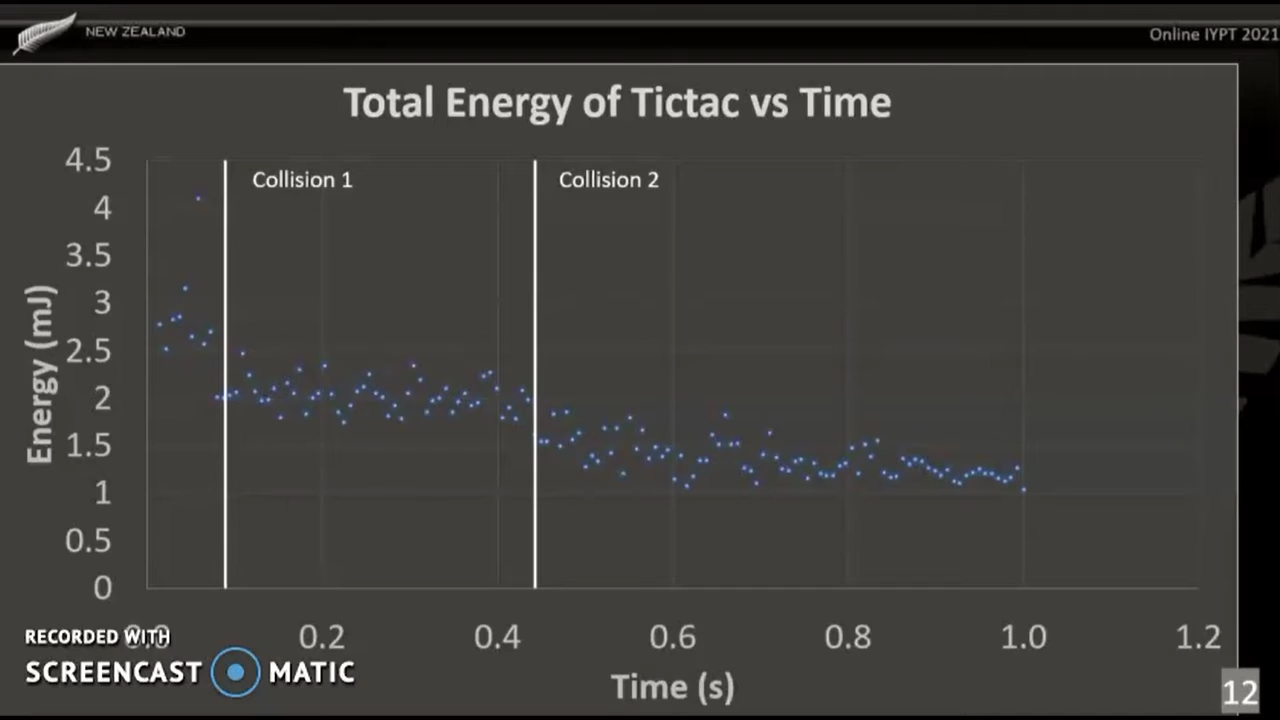 NEW ZEALAND
Online IYPT 2021
Total Energy of Tictac vs Time
4.5
4
3.5
3
2.5
2
1.5
1
0.5
0
Energy (mJ)
Collision 1
Collision 2
0.2
0.4
0.6
0.8
1.0
1.2
Time (s)
RECORDED WITH
SCREENCAST MATIC
12